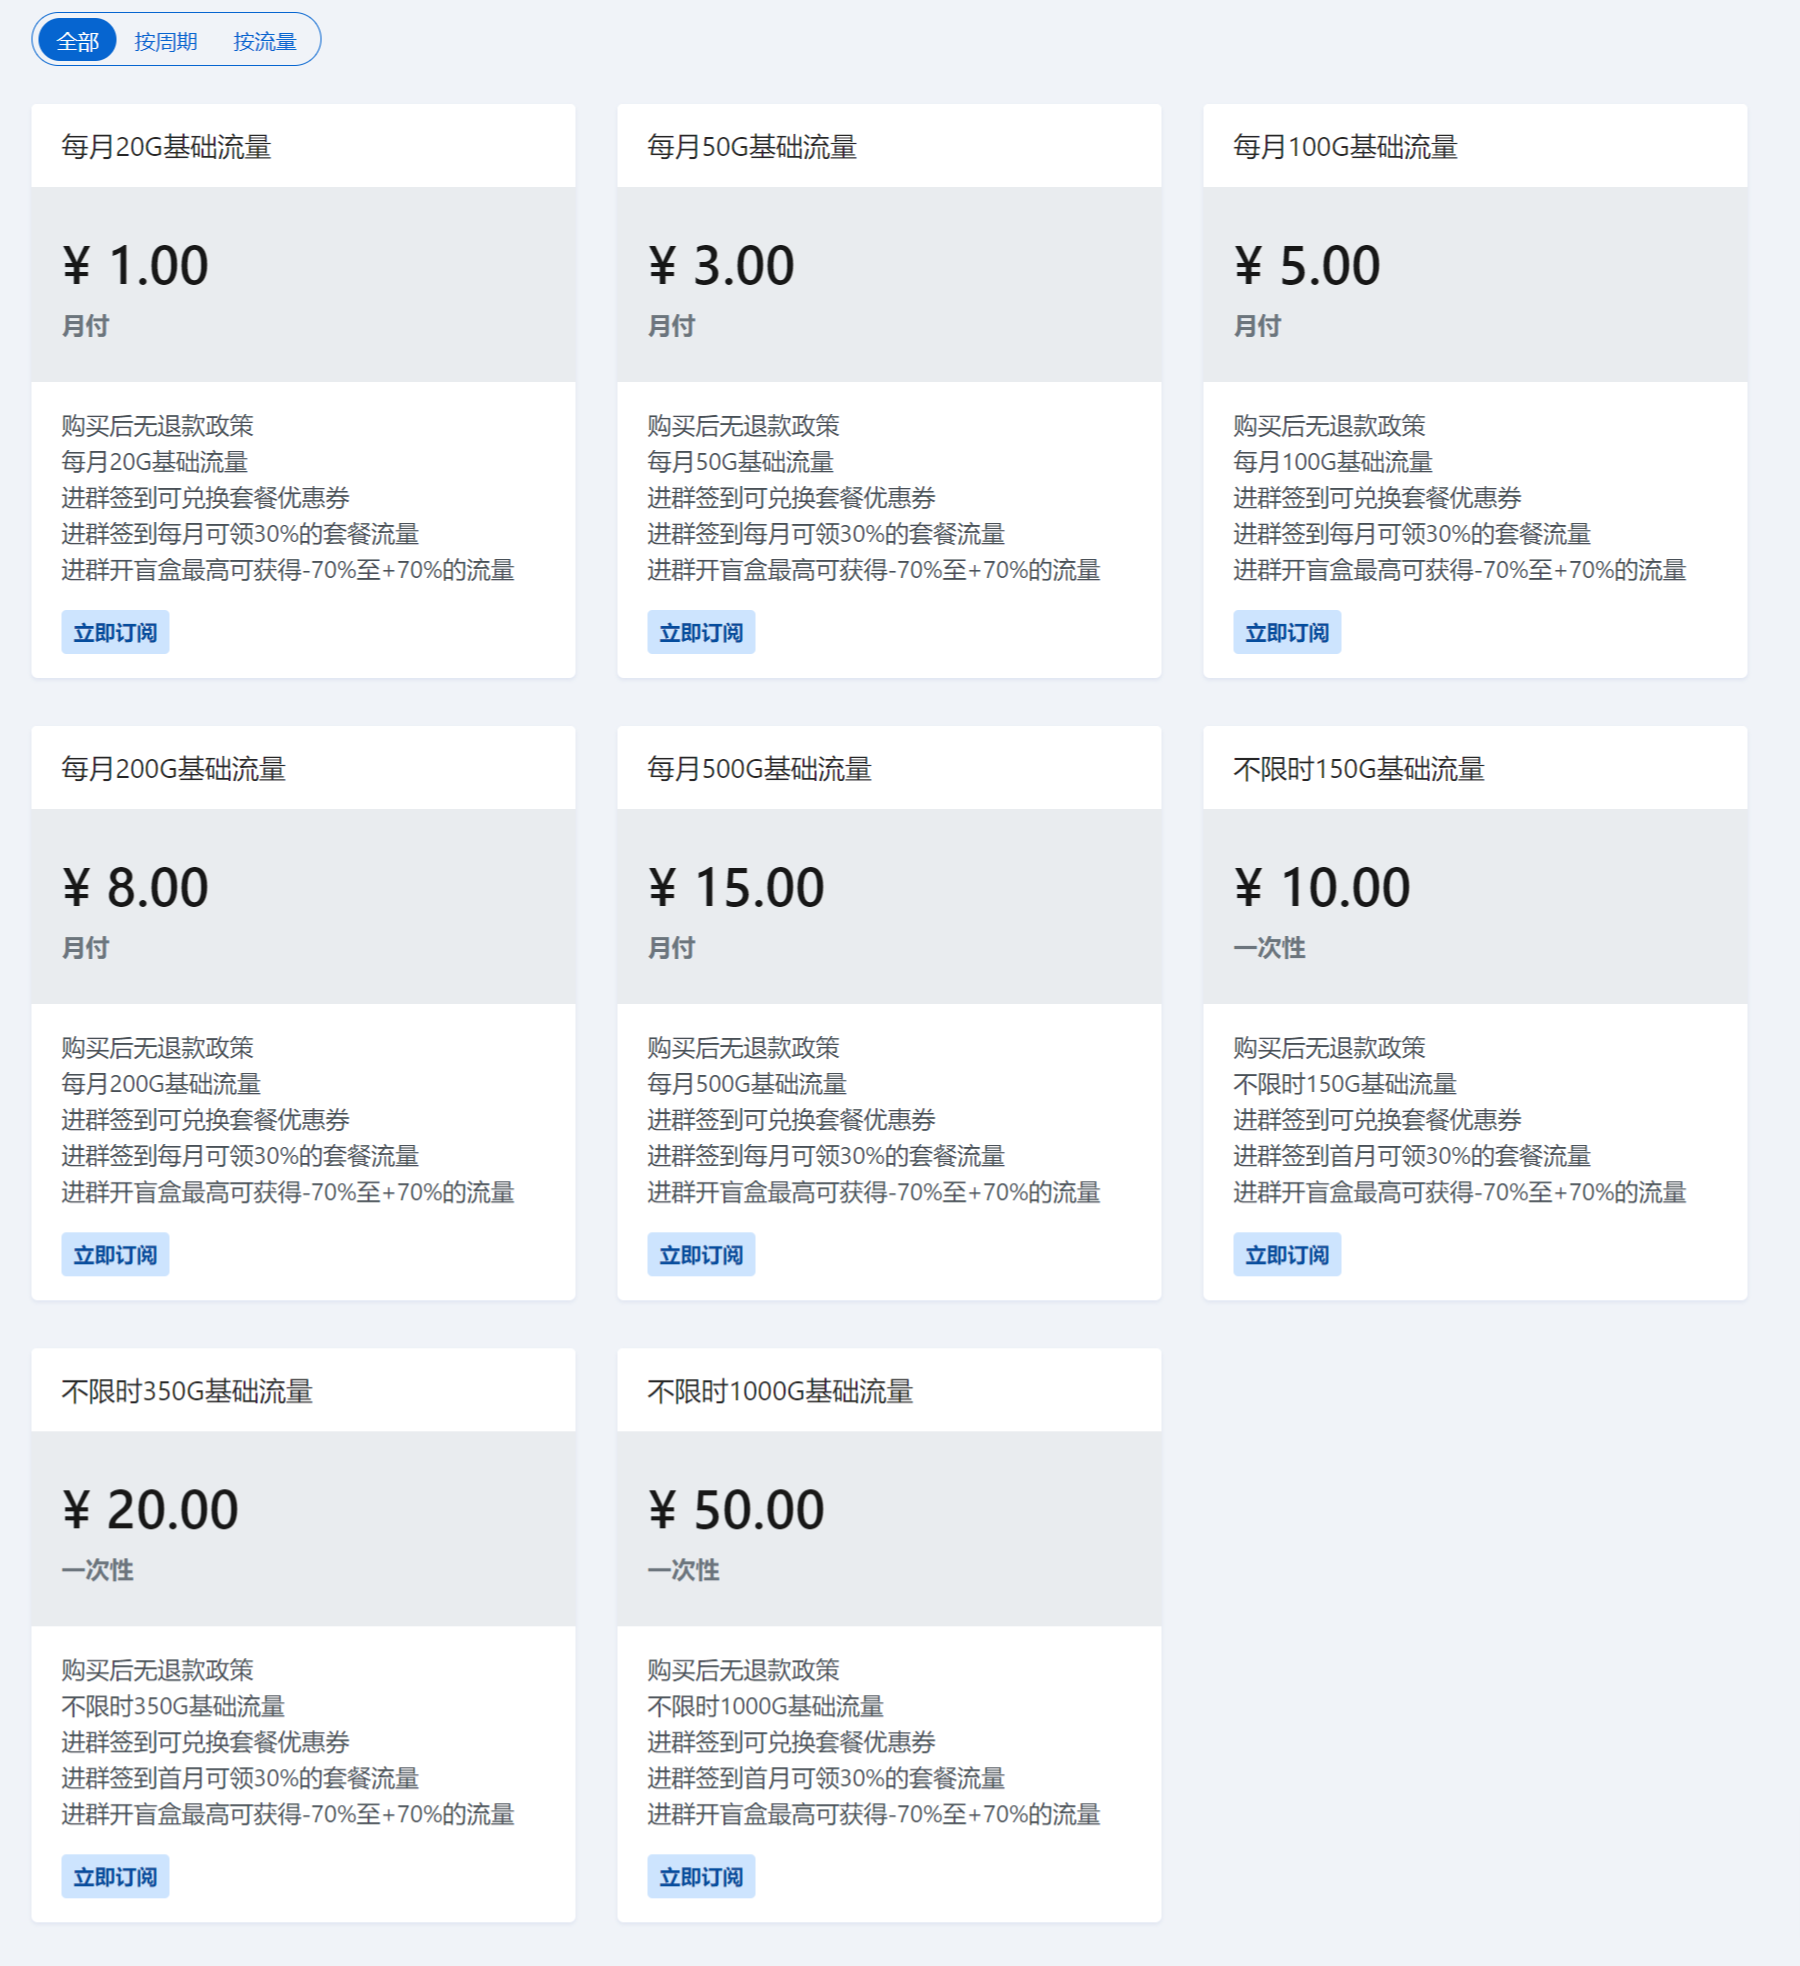 全部 按周期 按流量
每月20G基础流量
¥ 1.00
月付
购买后无退款政策
每月20G基础流量
进群签到可兑换套餐优惠券
进群签到每月可领30%的套餐流量
进群开盲盒最高可获得-70%至+70%的流量
立即订阅
每月50G基础流量
¥ 3.00
月付
购买后无退款政策
每月50G基础流量
进群签到可兑换套餐优惠券
进群签到每月可领30%的套餐流量
进群开盲盒最高可获得-70%至+70%的流量
立即订阅
每月100G基础流量
¥ 5.00
月付
购买后无退款政策
每月100G基础流量
进群签到可兑换套餐优惠券
进群签到每月可领30%的套餐流量
进群开盲盒最高可获得-70%至+70%的流量
立即订阅
每月200G基础流量
¥ 8.00
月付
购买后无退款政策
每月200G基础流量
进群签到可兑换套餐优惠券
进群签到每月可领30%的套餐流量
进群开盲盒最高可获得-70%至+70%的流量
立即订阅
每月500G基础流量
¥ 15.00
月付
购买后无退款政策
每月500G基础流量
进群签到可兑换套餐优惠券
进群签到每月可领30%的套餐流量
进群开盲盒最高可获得-70%至+70%的流量
立即订阅
不限时150G基础流量
¥ 10.00
一次性
购买后无退款政策
不限时150G基础流量
进群签到可兑换套餐优惠券
进群签到首月可领30%的套餐流量
进群开盲盒最高可获得-70%至+70%的流量
立即订阅
不限时350G基础流量
¥ 20.00
一次性
购买后无退款政策
不限时350G基础流量
进群签到可兑换套餐优惠券
进群签到首月可领30%的套餐流量
进群开盲盒最高可获得-70%至+70%的流量
立即订阅
不限时1000G基础流量
¥ 50.00
一次性
购买后无退款政策
不限时1000G基础流量
进群签到可兑换套餐优惠券
进群签到首月可领30%的套餐流量
进群开盲盒最高可获得-70%至+70%的流量
立即订阅